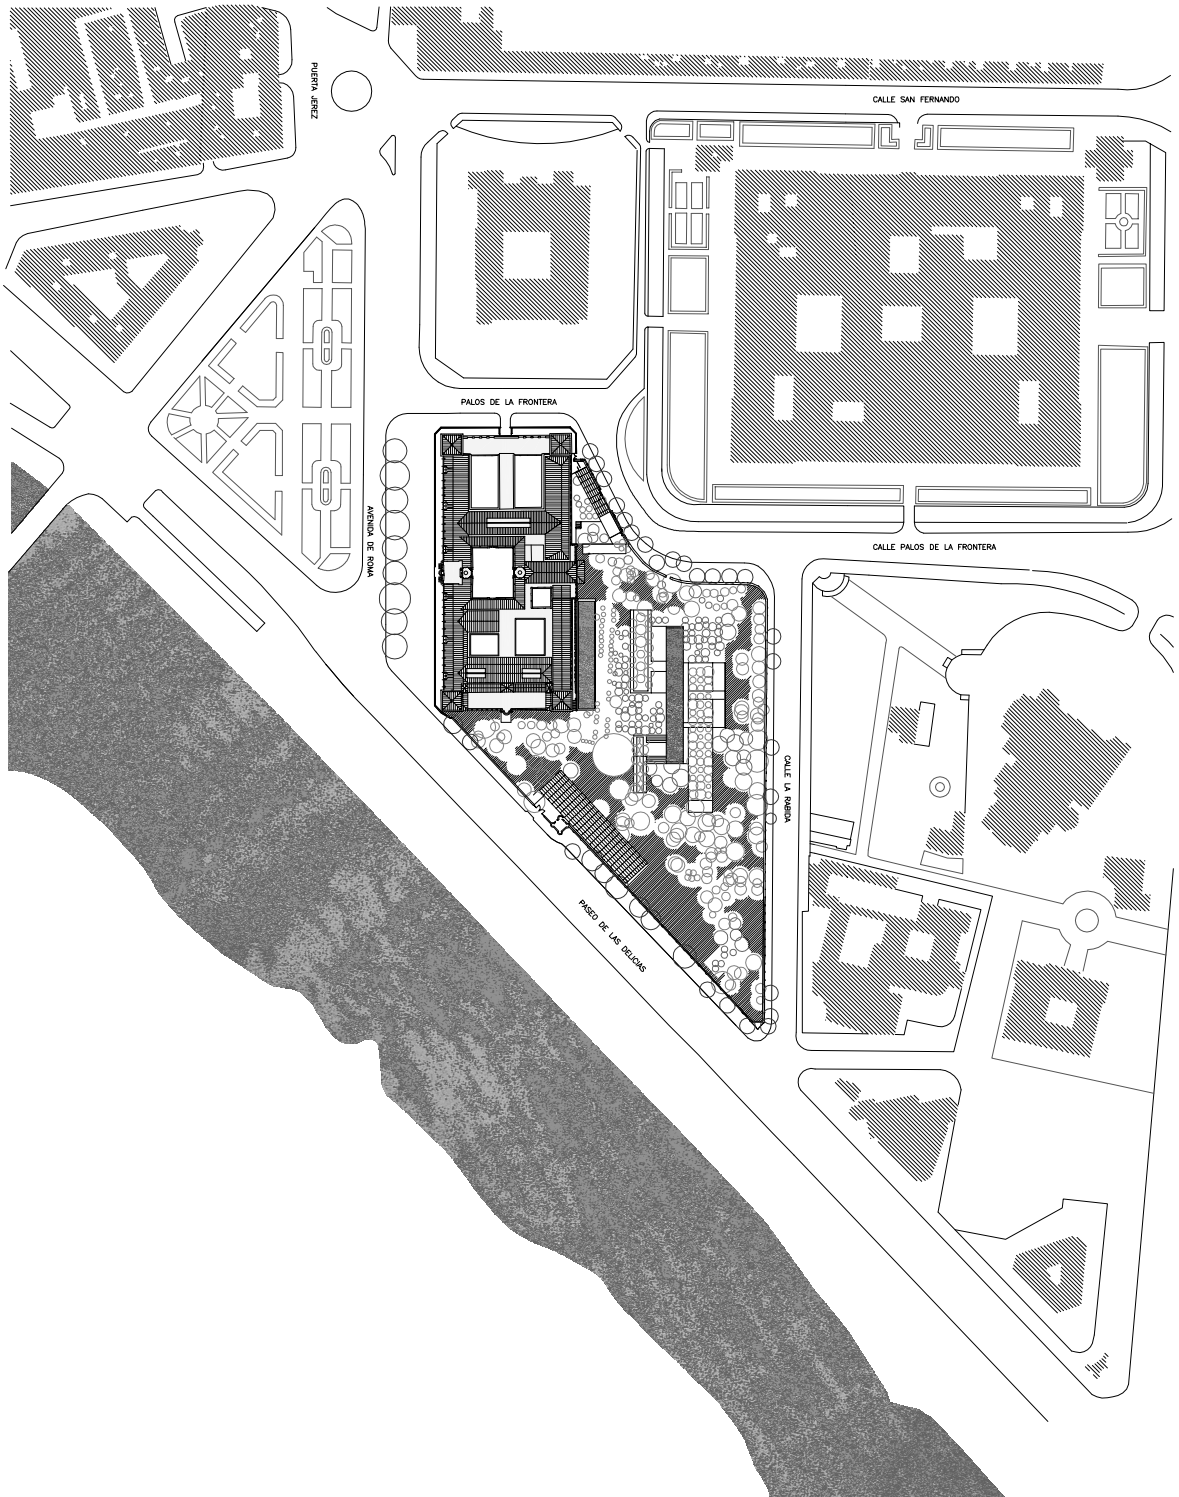 PUERTA JEREZ
CALLE SAN FERNANDO
PALOS DE LA FRONTERA
AVENIDA DE ROMA
CALLE PALOS DE LA FRONTERA
CALLE LA RABIDA
PASEO DE LAS DELICIAS